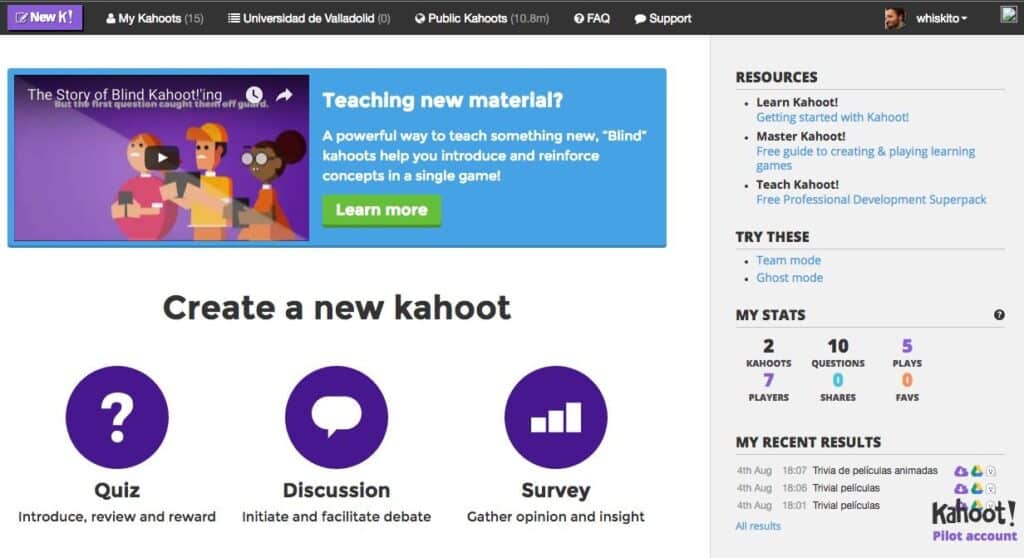 New K!
My Kahoots (15)
Universidad de Valladolid (0)
Public Kahoots (10.8m)
FAQ
Support
whiskito
The Story of Blind Kahoot!'ing
But the first question caught them off guard.
Teaching new material?
A powerful way to teach something new, "Blind"
kahoots help you introduce and reinforce
concepts in a single game!
Learn more
Create a new kahoot
Quiz
Introduce, review and reward
Discussion
Initiate and facilitate debate
Survey
Gather opinion and insight
RESOURCES
Learn Kahoot!
Getting started with Kahoot!
Master Kahoot!
Free guide to creating & playing learning
games
Teach Kahoot!
Free Professional Development Superpack
TRY THESE
Team mode
Ghost mode
MY STATS
2 10 5
KAHOOTS QUESTIONS PLAYS
7 0 0
PLAYERS SHARES FAVS
MY RECENT RESULTS
4th Aug 18:07 Trivia de películas animadas
4th Aug 18:06 Trivial películas
4th Aug 18:01 Trivial películas
All results
Kahoot!
Pilot account